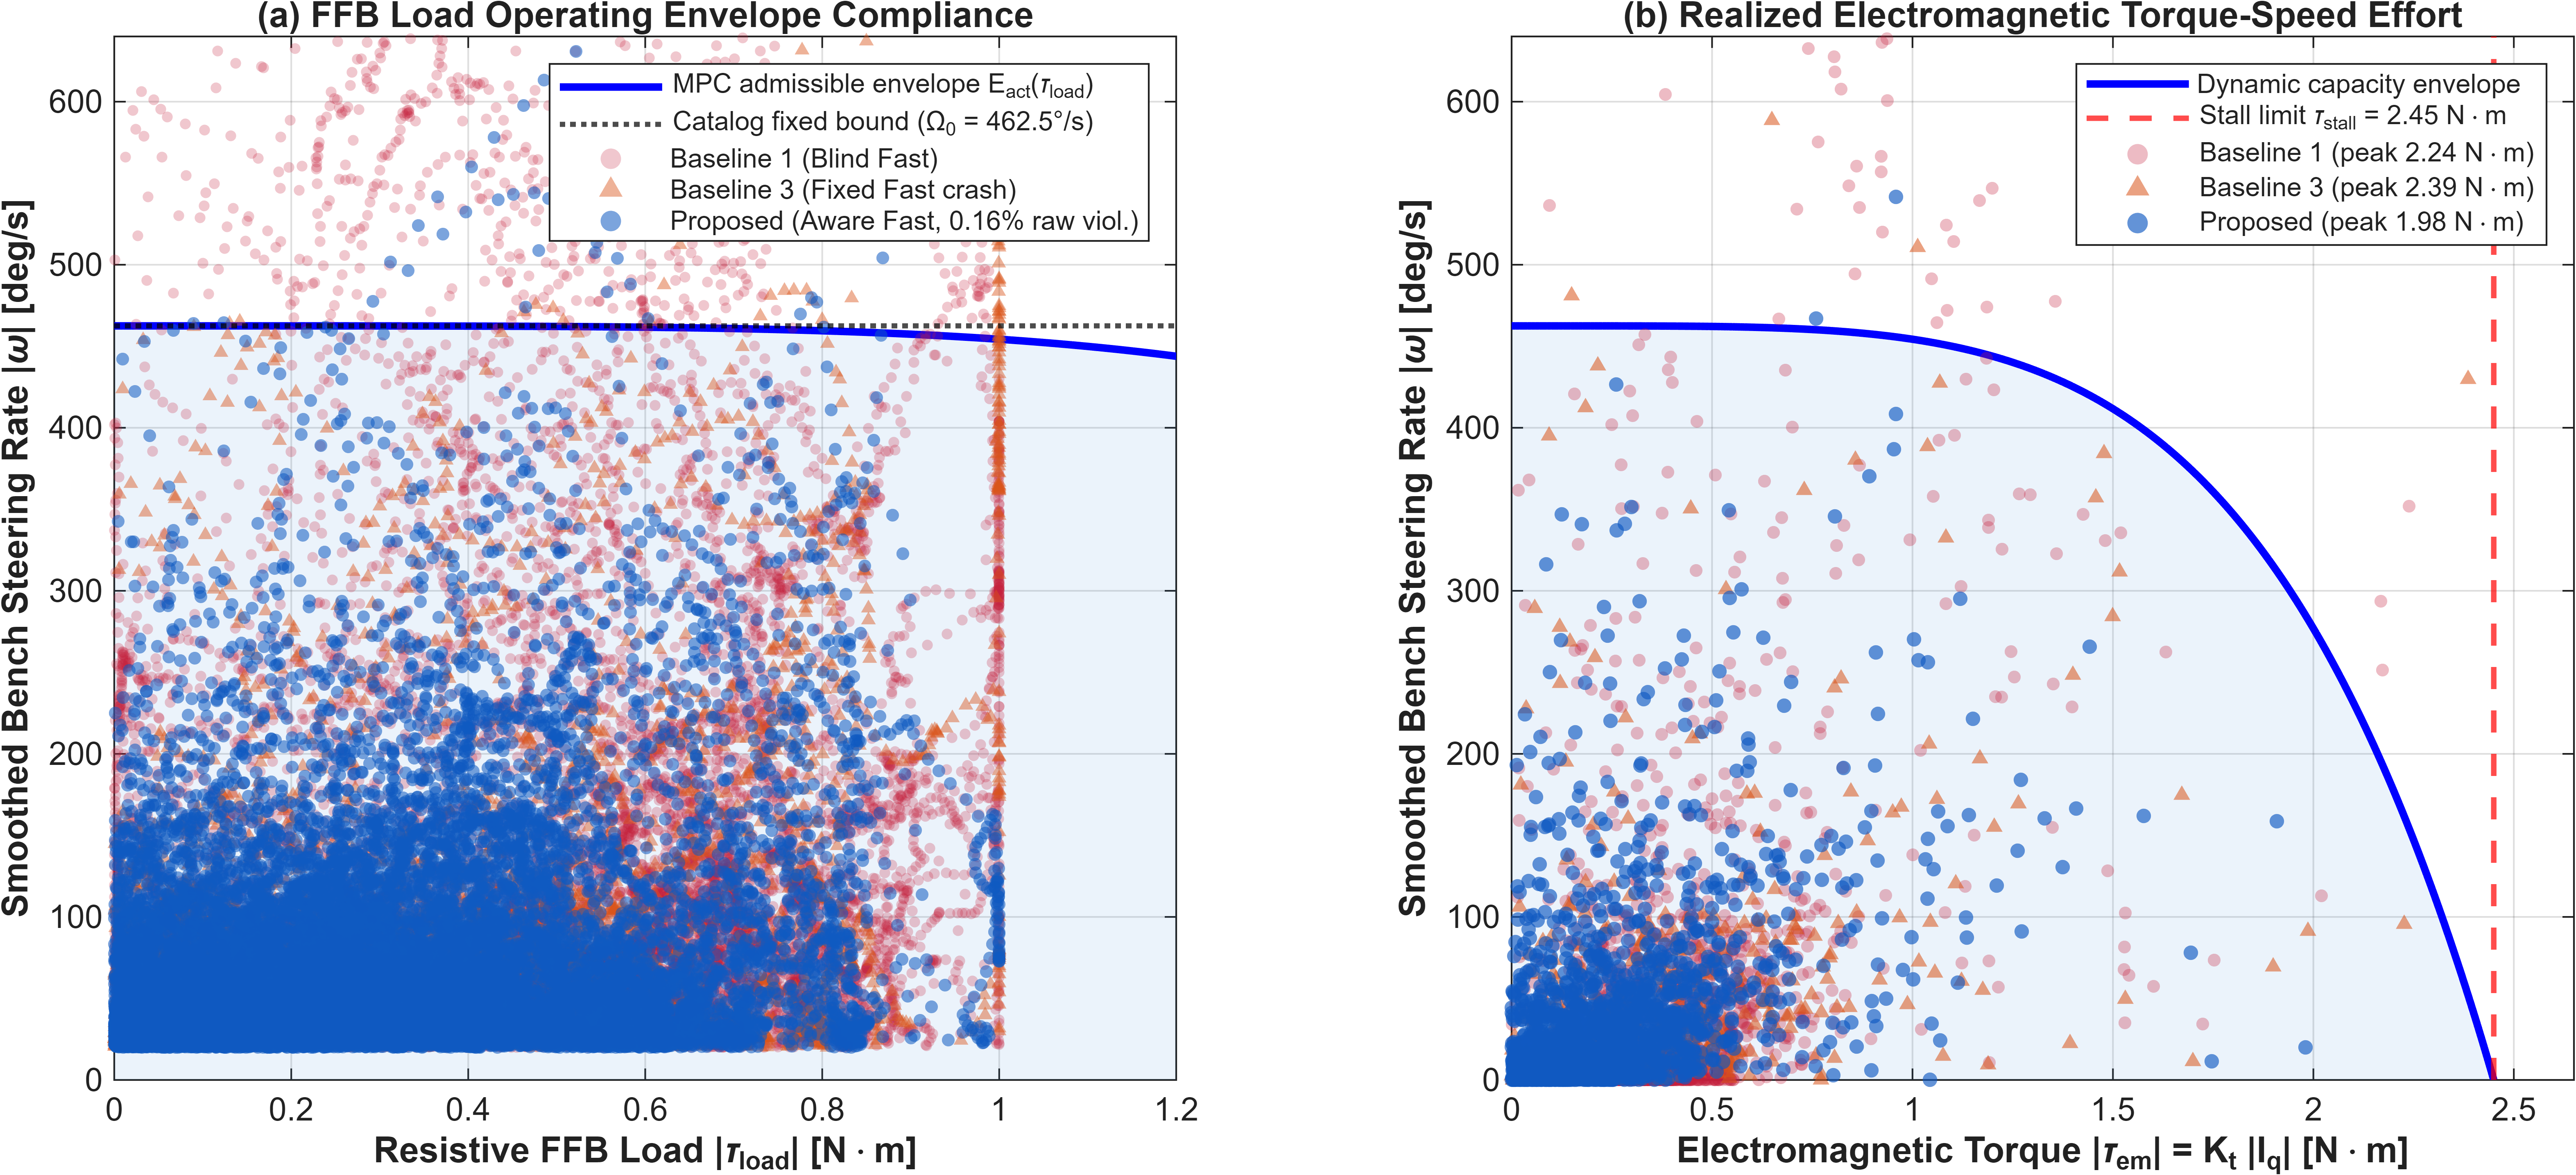 (a) FFB Load Operating Envelope Compliance
Smoothed Bench Steering Rate |ω| [deg/s]
600
500
400
300
200
100
0
MPC admissible envelope E_act(τ_load)
Catalog fixed bound (Ω₀ = 462.5°/s)
Baseline 1 (Blind Fast)
Baseline 3 (Fixed Fast crash)
Proposed (Aware Fast, 0.16% raw viol.)
0 0.2 0.4 0.6 0.8 1 1.2
Resistive FFB Load |τ_load| [N · m]
(b) Realized Electromagnetic Torque-Speed Effort
Smoothed Bench Steering Rate |ω| [deg/s]
600
500
400
300
200
100
0
Dynamic capacity envelope
Stall limit τ_stall = 2.45 N · m
Baseline 1 (peak 2.24 N · m)
Baseline 3 (peak 2.39 N · m)
Proposed (peak 1.98 N · m)
0 0.5 1 1.5 2 2.5
Electromagnetic Torque |τ_em| = K_t |I_q| [N · m]